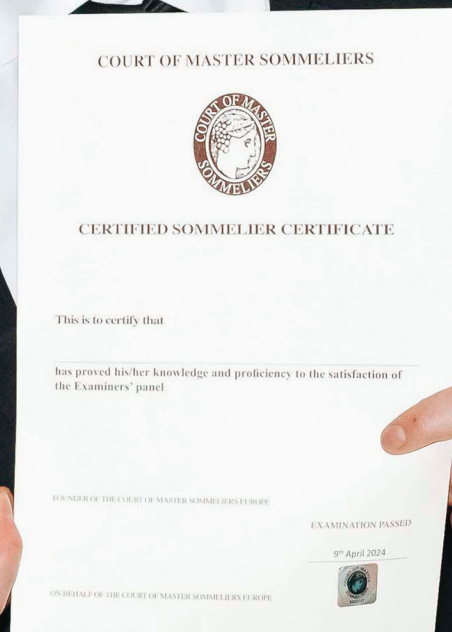 COURT OF MASTER SOMMELIERS
COURT OF MASTER
SOMMELIERS
CERTIFIED SOMMELIER CERTIFICATE
This is to certify that
has proved his/her knowledge and proficiency to the satisfaction of
the Examiners' panel
FOUNDER OF THE COURT OF MASTER SOMMELIERS EUROPE
EXAMINATION PASSED
9th April 2024
ON BEHALF OF THE COURT OF MASTER SOMMELIERS EUROPE